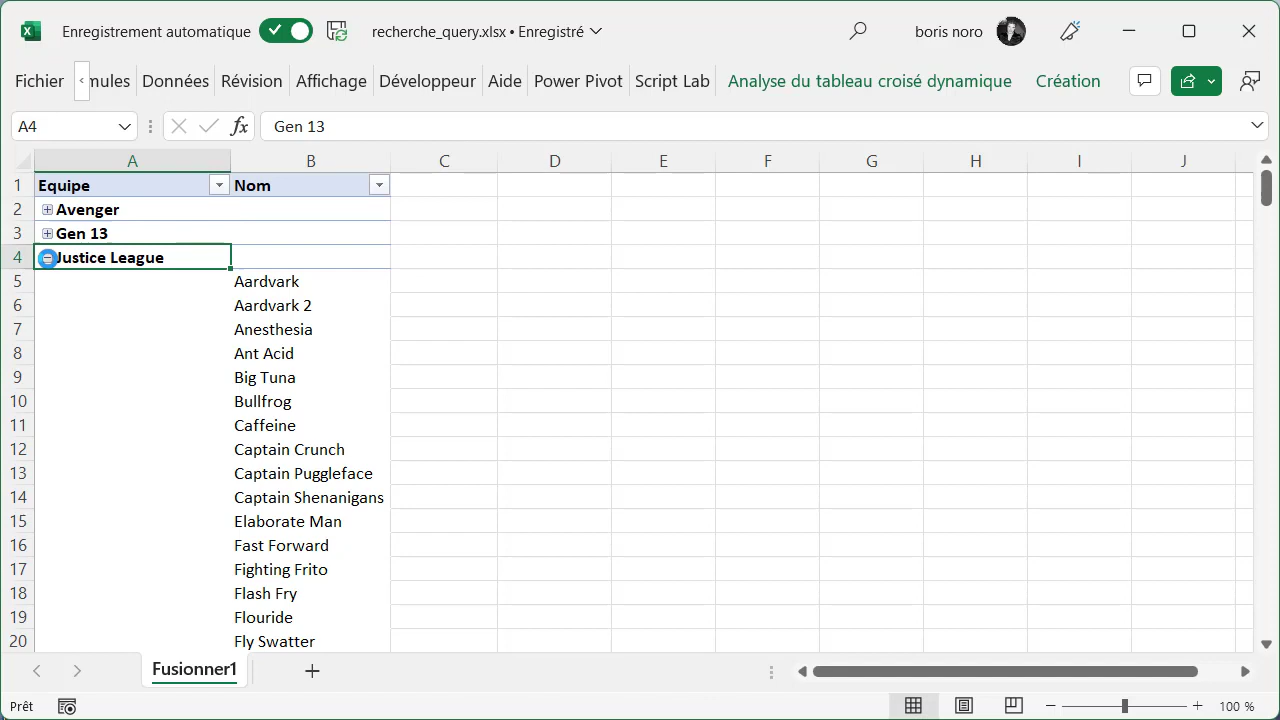 Enregistrement automatique recherche_query.xlsx • Enregistré boris noro
Fichier mules Données Révision Affichage Développeur Aide Power Pivot Script Lab Analyse du tableau croisé dynamique Création
A4 fx Gen 13
A B C D E F G H I J
1 Equipe Nom
2 Avenger
3 Gen 13
4 Justice League
5 Aardvark
6 Aardvark 2
7 Anesthesia
8 Ant Acid
9 Big Tuna
10 Bullfrog
11 Caffeine
12 Captain Crunch
13 Captain Puggleface
14 Captain Shenanigans
15 Elaborate Man
16 Fast Forward
17 Fighting Frito
18 Flash Fry
19 Flouride
20 Fly Swatter
Fusionner1
Prêt 100 %